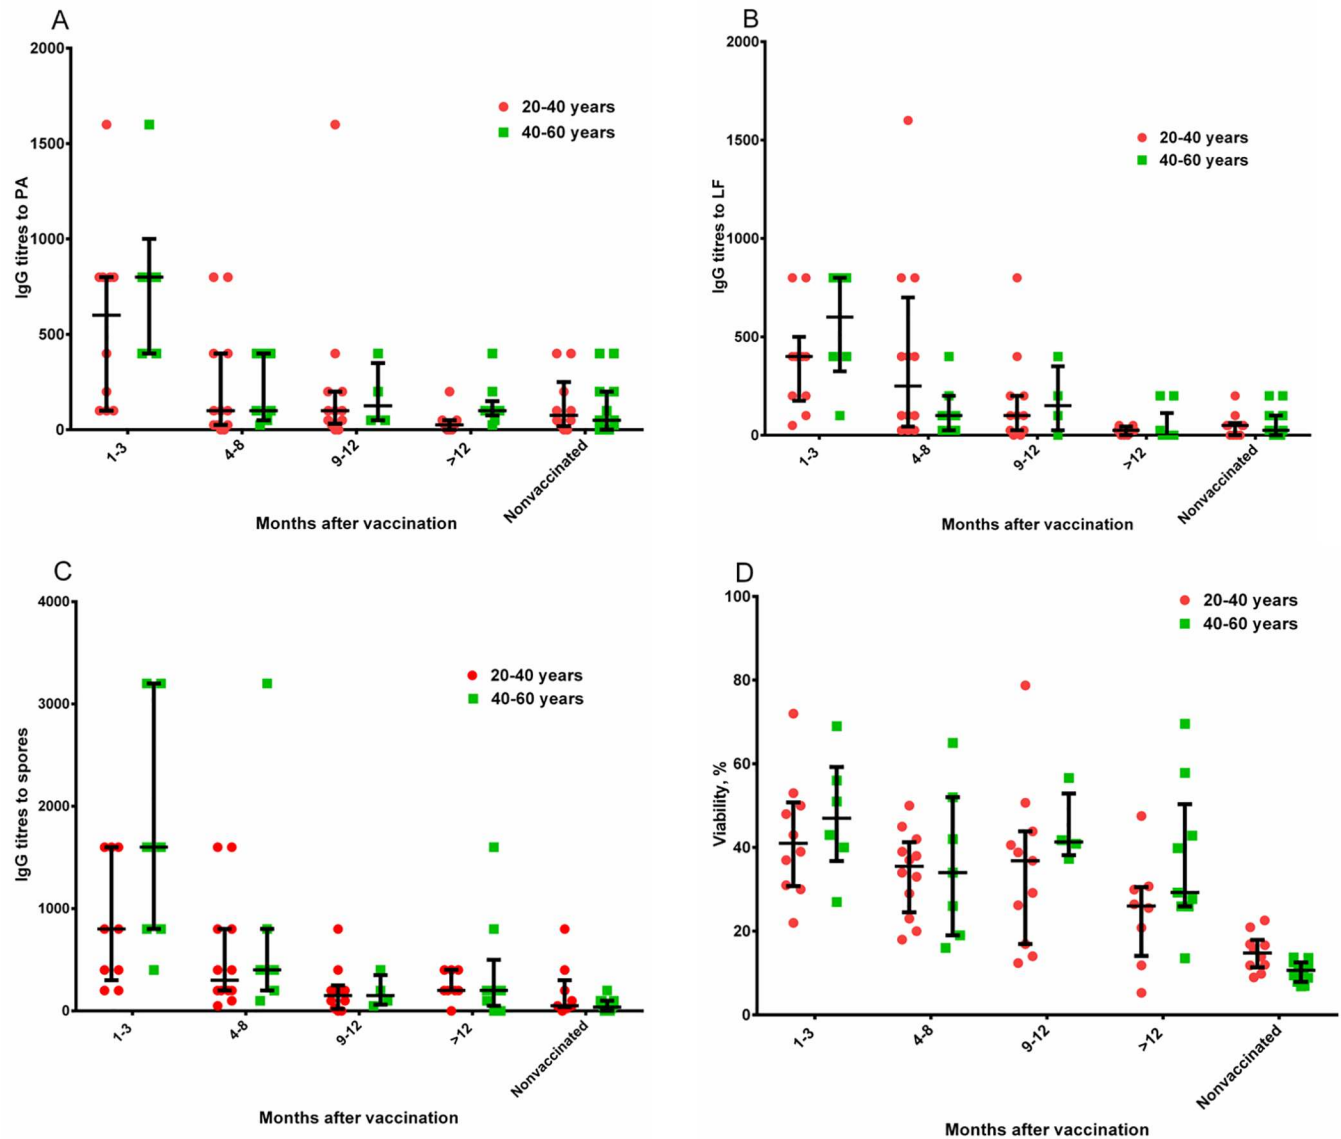 A
IgG titres to PA
2000
1500
1000
500
0
20-40 years
40-60 years
1-3
4-8
9-12
>12
Nonvaccinated
Months after vaccination
B
IgG titres to LF
2000
1500
1000
500
0
20-40 years
40-60 years
1-3
4-8
9-12
>12
Nonvaccinated
Months after vaccination
C
IgG titres to spores
4000
3000
2000
1000
0
20-40 years
40-60 years
1-3
4-8
9-12
>12
Nonvaccinated
Months after vaccination
D
Viability, %
100
80
60
40
20
0
20-40 years
40-60 years
1-3
4-8
9-12
>12
Nonvaccinated
Months after vaccination